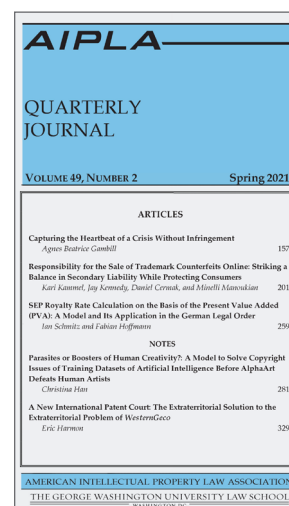 AIPLA
QUARTERLY
JOURNAL
VOLUME 49, NUMBER 2 Spring 2021
ARTICLES
Capturing the Heartbeat of a Crisis Without Infringement
Agnes Beatrice Gambill 157
Responsibility for the Sale of Trademark Counterfeits Online: Striking a
Balance in Secondary Liability While Protecting Consumers
Kari Kammel, Jay Kennedy, Daniel Cermak, and Minelli Manoukian 201
SEP Royalty Rate Calculation on the Basis of the Present Value Added
(PVA): A Model and Its Application in the German Legal Order
Ian Schmitz and Fabian Hoffmann 259
NOTES
Parasites or Boosters of Human Creativity?: A Model to Solve Copyright
Issues of Training Datasets of Artificial Intelligence Before AlphaArt
Defeats Human Artists
Christina Han 281
A New International Patent Court: The Extraterritorial Solution to the
Extraterritorial Problem of WesternGeco
Eric Harmon 329
AMERICAN INTELLECTUAL PROPERTY LAW ASSOCIATION
THE GEORGE WASHINGTON UNIVERSITY LAW SCHOOL
WASHINGTON, DC